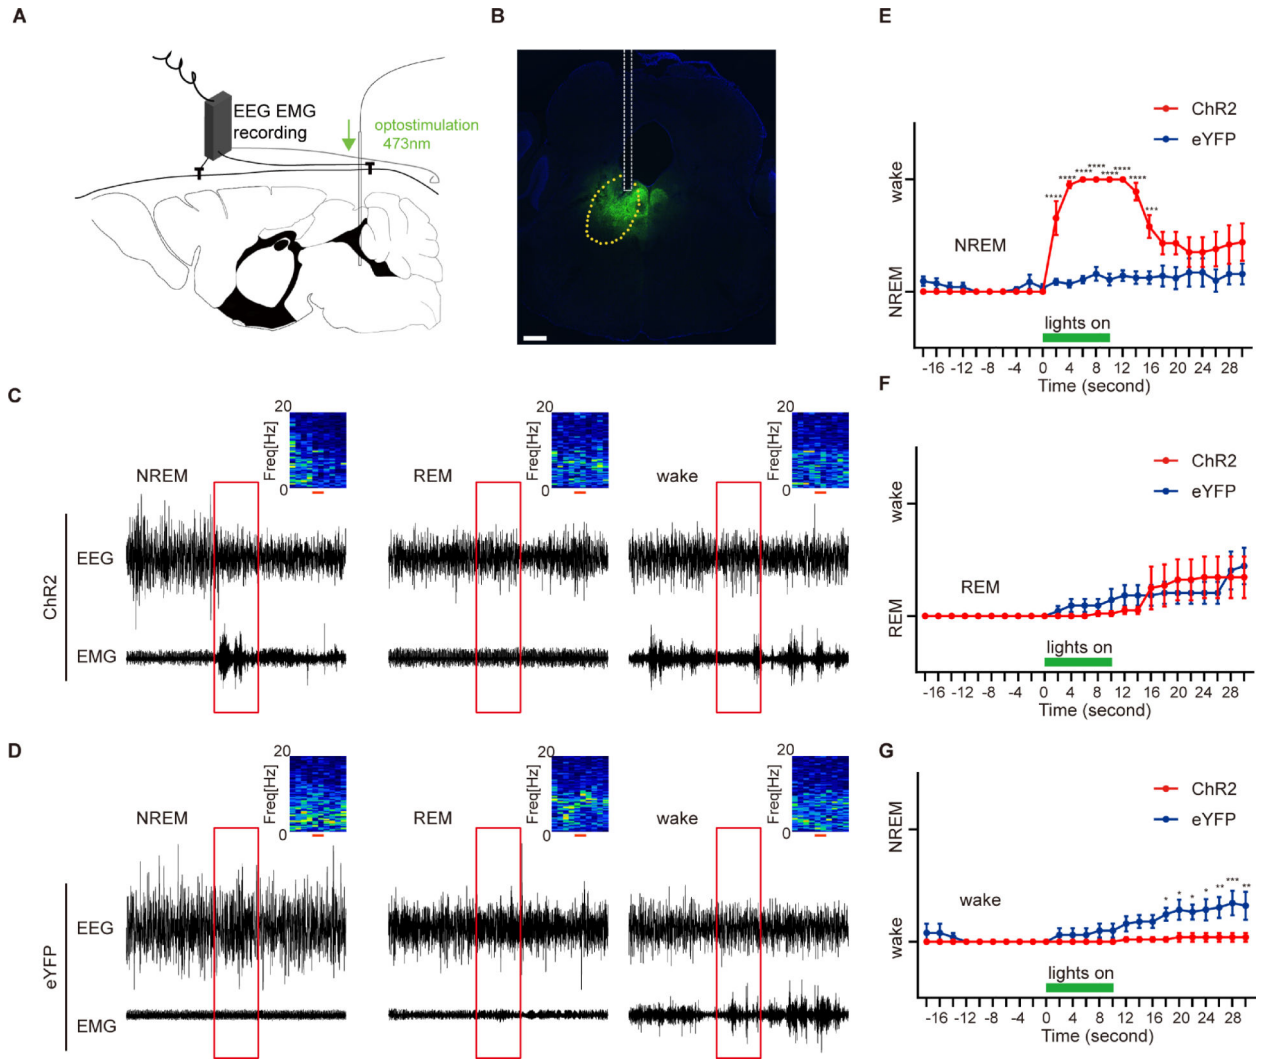 A
EEG EMG
recording
optostimulation
473nm
B
C
20
Freq[Hz]
0
NREM
20
Freq[Hz]
0
REM
20
Freq[Hz]
0
wake
ChR2
EEG
EMG
D
20
Freq[Hz]
0
NREM
20
Freq[Hz]
0
REM
20
Freq[Hz]
0
wake
eYFP
EEG
EMG
E
ChR2
eYFP
wake
NREM
**** **** **** **** **** **** **** **** ***
NREM
lights on
-16 -12 -8 -4 0 4 8 12 16 20 24 28
Time (second)
F
ChR2
eYFP
wake
REM
REM
lights on
-16 -12 -8 -4 0 4 8 12 16 20 24 28
Time (second)
G
ChR2
eYFP
NREM
wake
wake
* * * * ** *** **
lights on
-16 -12 -8 -4 0 4 8 12 16 20 24 28
Time (second)